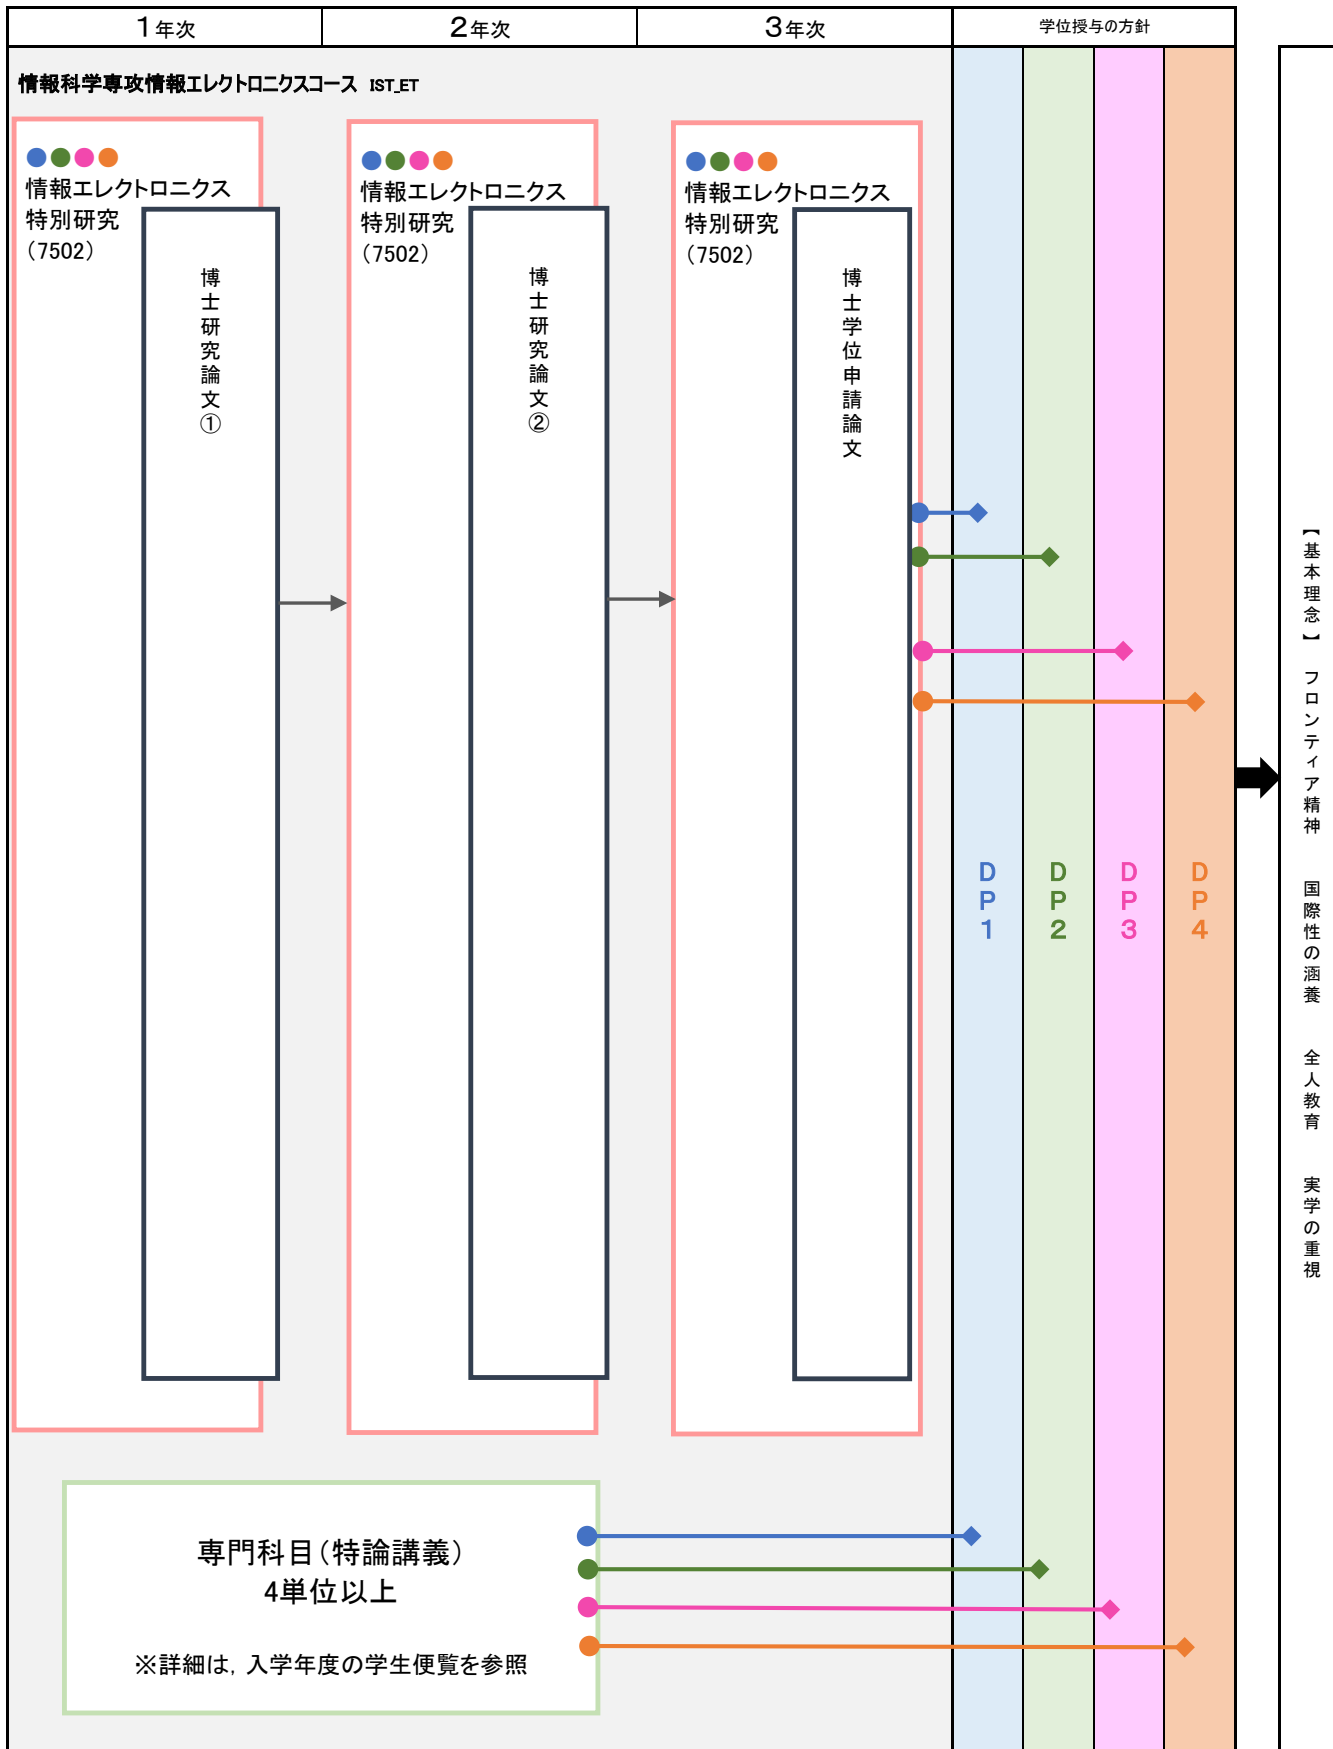 1年次
2年次
3年次
学位授与の方針
情報科学専攻情報エレクトロニクスコース IST_ET
情報エレクトロニクス
特別研究
(7502)
博士研究論文①
情報エレクトロニクス
特別研究
(7502)
博士研究論文②
情報エレクトロニクス
特別研究
(7502)
博士学位申請論文
DP1
DP2
DP3
DP4
【基本理念】 フロンティア精神 国際性の涵養 全人教育 実学の重視
専門科目(特論講義)
4単位以上
※詳細は,入学年度の学生便覧を参照